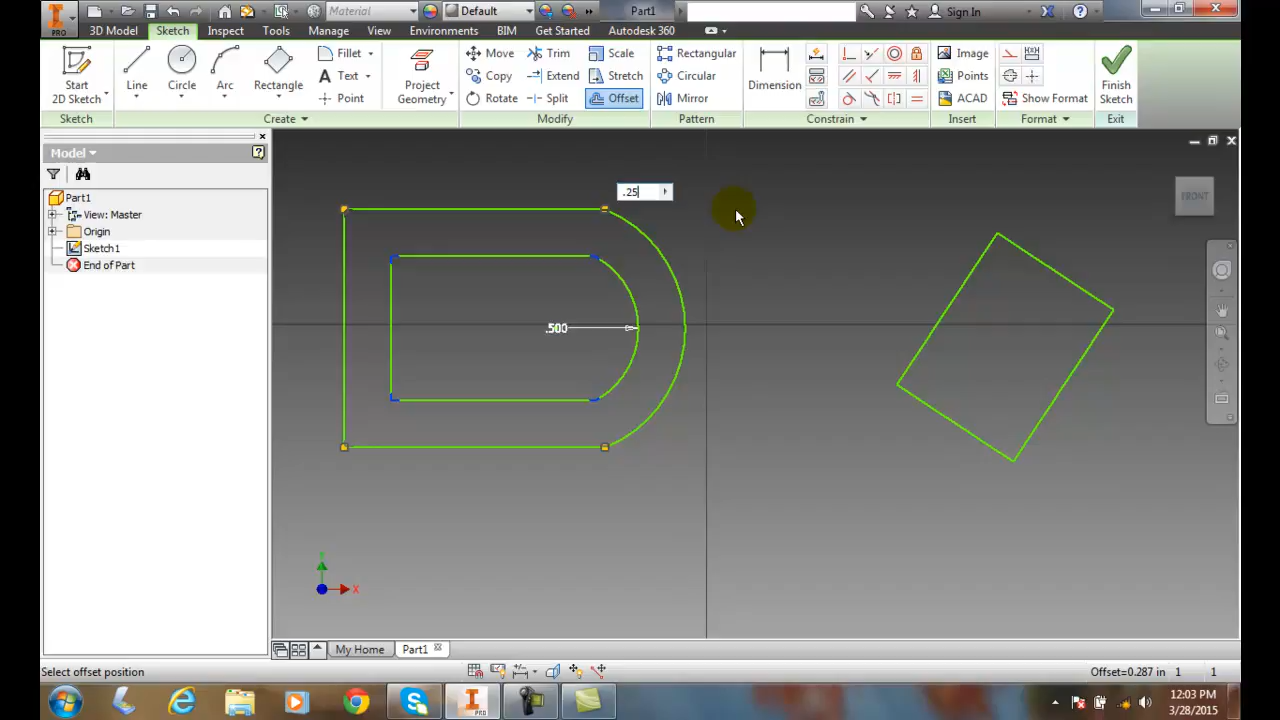 PRO
Material
Default
Part1
Sign In
3D Model
Sketch
Inspect
Tools
Manage
View
Environments
BIM
Get Started
Autodesk 360
Start
2D Sketch
Line
Circle
Arc
Rectangle
Fillet
Text
Point
Project
Geometry
Move
Copy
Rotate
Trim
Extend
Split
Scale
Stretch
Offset
Rectangular
Circular
Mirror
Dimension
Image
Points
ACAD
Show Format
Finish
Sketch
Sketch
Create
Modify
Pattern
Constrain
Insert
Format
Exit
Model
Part1
View: Master
Origin
Sketch1
End of Part
.25
FRONT
.500
X
My Home
Part1
Select offset position
Offset=0.287 in
1
1
PRO
12:03 PM
3/28/2015